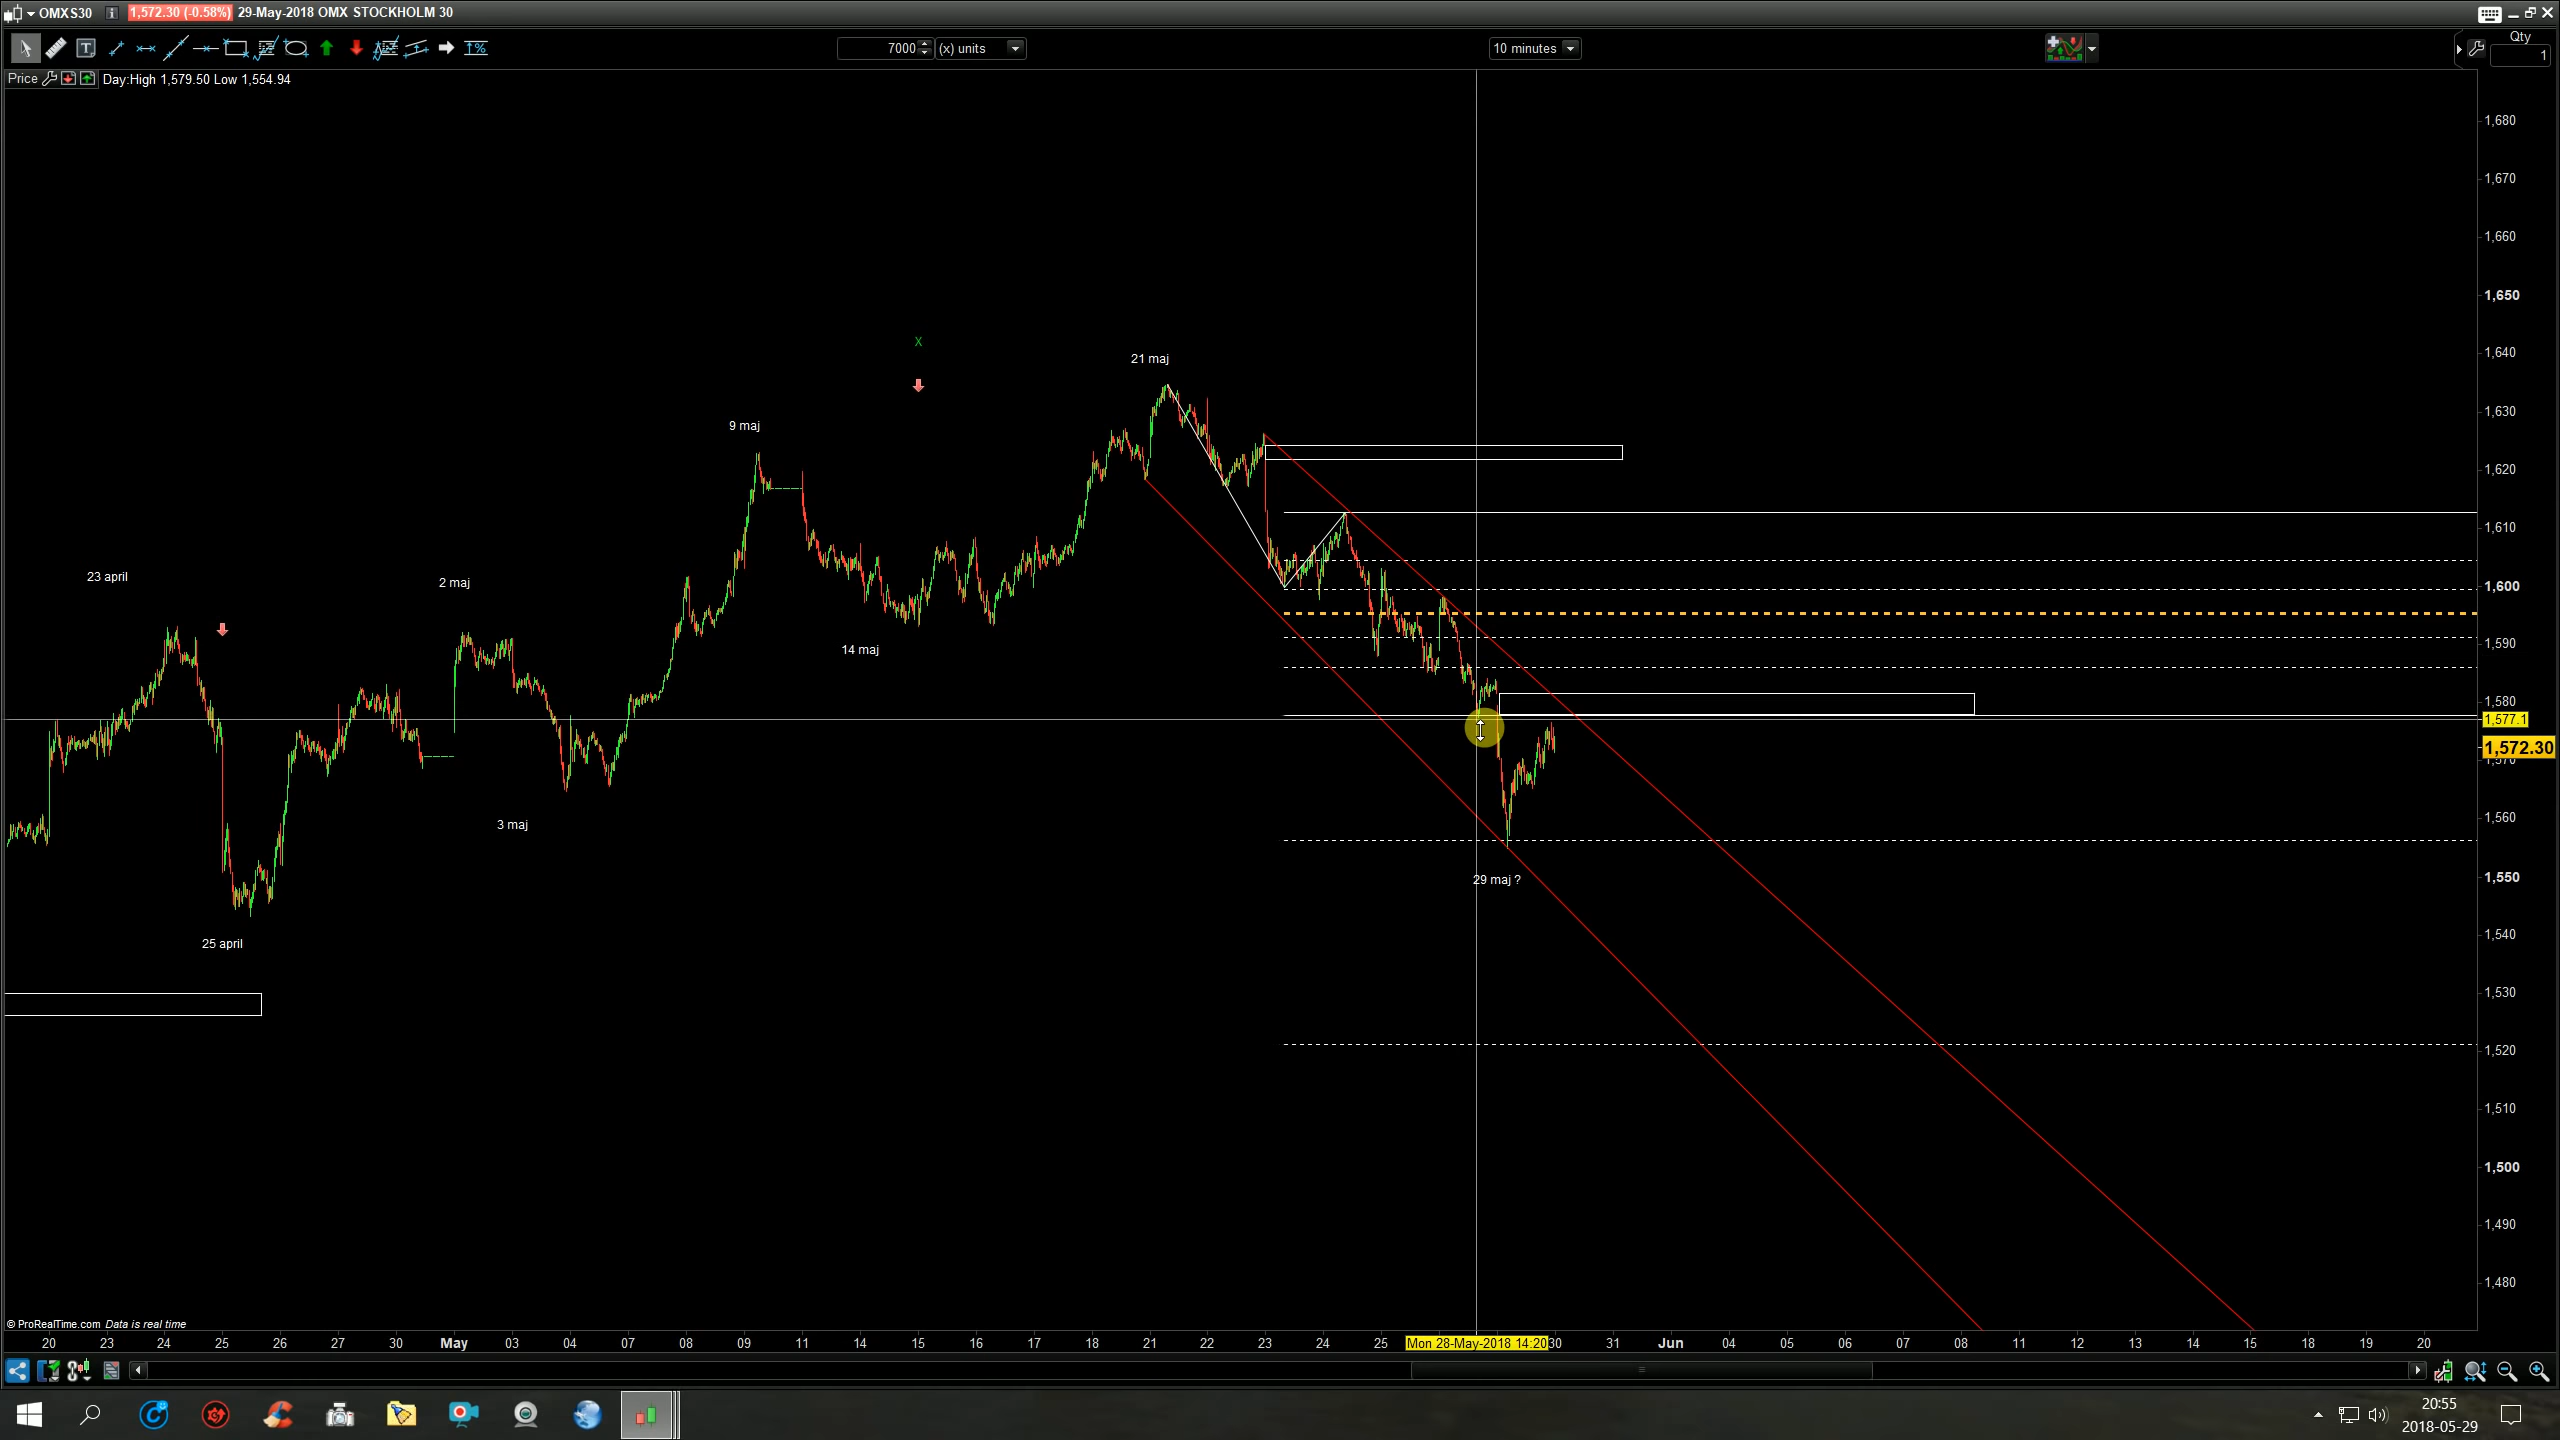 OMXS30 i 1,572.30 (-0.58%) 29-May-2018 OMX STOCKHOLM 30
7000 (x) units
10 minutes
Qty
1
Price Day:High 1,579.50 Low 1,554.94
1,680
1,670
1,660
1,650
1,640
1,630
1,620
1,610
1,600
1,590
1,580
1,577.1
1,572.30
1,570
1,560
1,550
1,540
1,530
1,520
1,510
1,500
1,490
1,480
X
21 maj
9 maj
23 april
2 maj
14 maj
3 maj
29 maj ?
25 april
© ProRealTime.com Data is real time
20 23 24 25 26 27 30 May 03 04 07 08 09 11 14 15 16 17 18 21 22 23 24 25 Mon 28-May-2018 14:20 30 31 Jun 04 05 07 08 11 12 13 14 15 18 19 20
20:55
2018-05-29